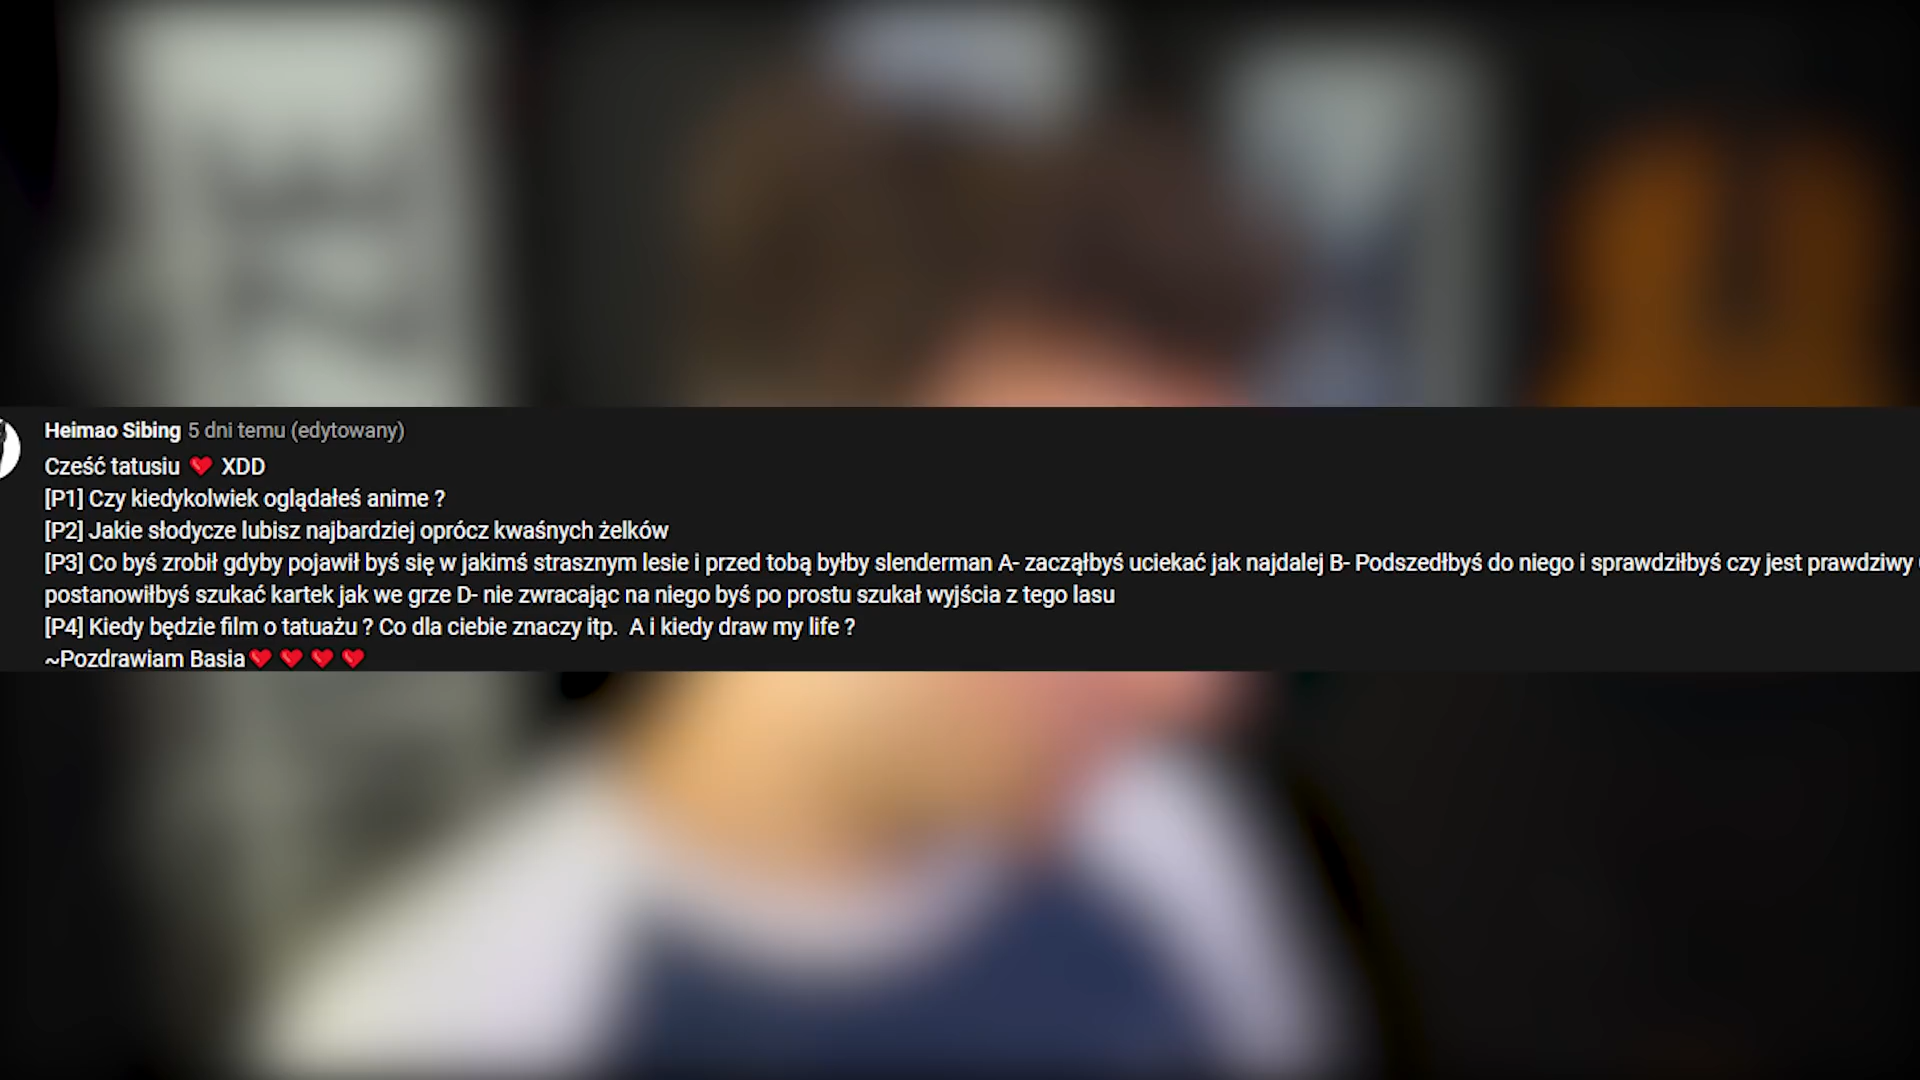 Heimao Sibing 5 dni temu (edytowany)
Cześć tatusiu ❤ XDD
[P1] Czy kiedykolwiek oglądałeś anime ?
[P2] Jakie słodycze lubisz najbardziej oprócz kwaśnych żelków
[P3] Co byś zrobił gdyby pojawił byś się w jakimś strasznym lesie i przed tobą byłby slenderman A- zacząłbyś uciekać jak najdalej B- Podszedłbyś do niego i sprawdziłbyś czy jest prawdziwy
postanowiłbyś szukać kartek jak we grze D- nie zwracając na niego byś po prostu szukał wyjścia z tego lasu
[P4] Kiedy będzie film o tatuażu ? Co dla ciebie znaczy itp.  A i kiedy draw my life ?
~Pozdrawiam Basia❤ ❤ ❤ ❤